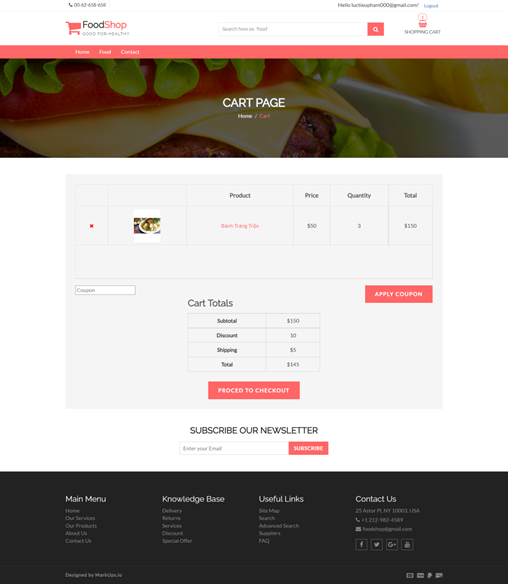 00-62-658-658
Hello luctieupham000@gmail.com! Logout
FoodShop
GOOD FOR HEALTHY
Search here ex. 'food'
3
SHOPPING CART
Home Food Contact
CART PAGE
Home / Cart
Product Price Quantity Total
Bánh Tráng Trộn $50 3 $150
Coupon
APPLY COUPON
Cart Totals
Subtotal $150
Discount 10
Shipping $5
Total $145
PROCED TO CHECKOUT
SUBSCRIBE OUR NEWSLETTER
Enter your Email SUBSCRIBE
Main Menu
Home
Our Services
Our Products
About Us
Contact Us
Knowledge Base
Delivery
Returns
Services
Discount
Special Offer
Useful Links
Site Map
Search
Advanced Search
Suppliers
FAQ
Contact Us
25 Astor Pl, NY 10003, USA
+1 212-982-4589
foodshop@gmail.com
Designed by MarkUps.io